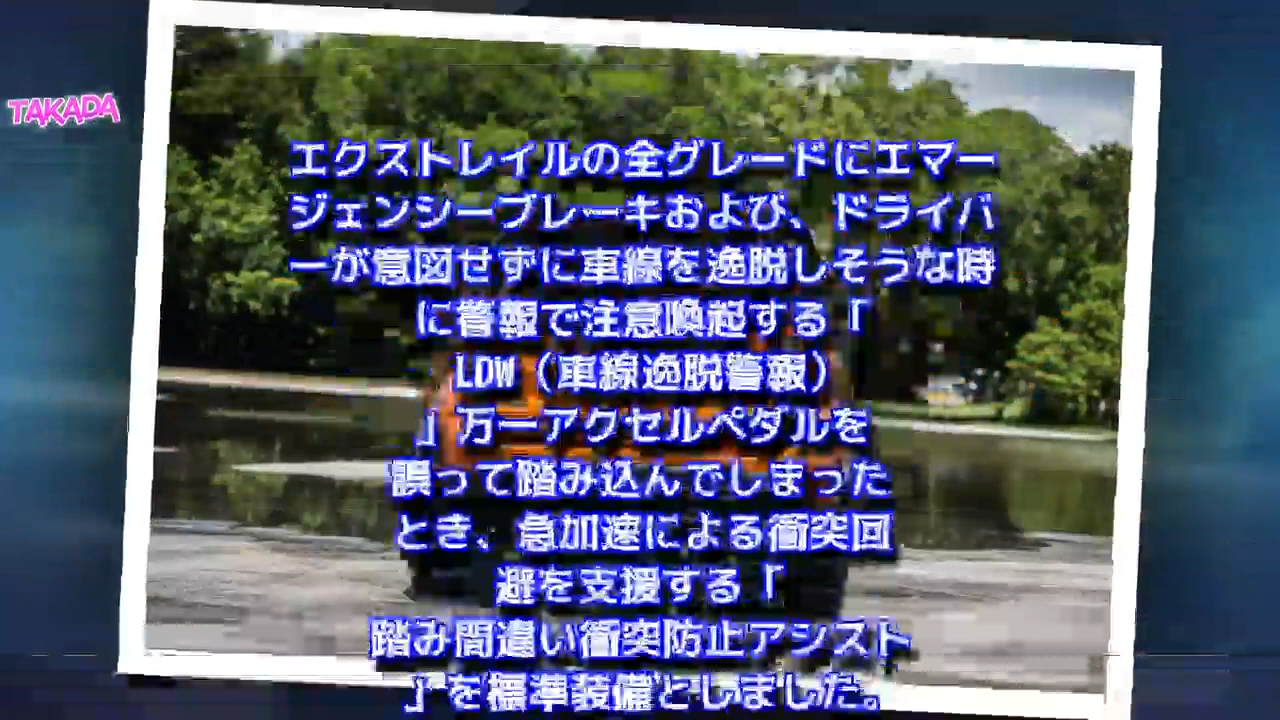 TAKADA
エクストレイルの全グレードにエマー
ジェンシーブレーキおよび、ドライバ
ーが意図せずに車線を逸脱しそうな時
に警報で注意喚起する「
LDW（車線逸脱警報）
」万一アクセルペダルを
誤って踏み込んでしまった
とき、急加速による衝突回
避を支援する「
踏み間違い衝突防止アシスト
」を標準装備としました。